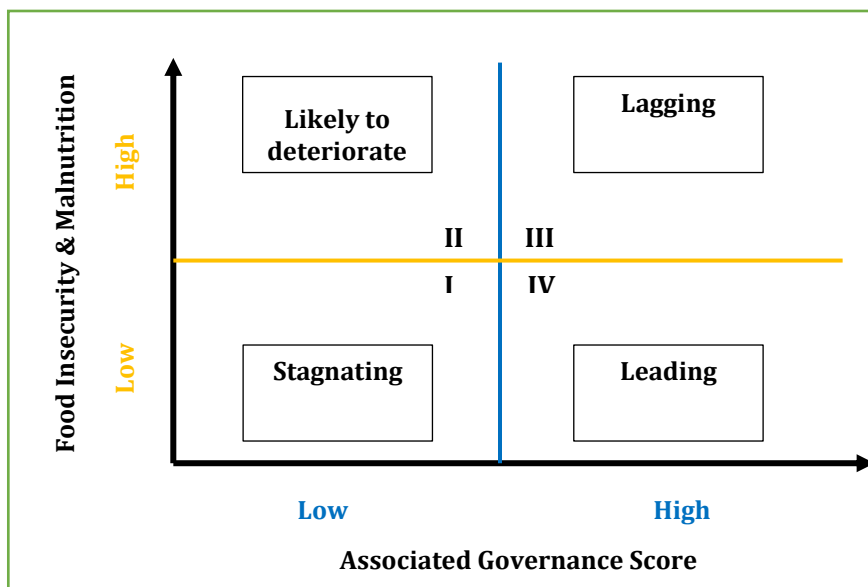 Food Insecurity & Malnutrition
High
Low
Likely to
deteriorate
Lagging
II
III
I
IV
Stagnating
Leading
Low
High
Associated Governance Score